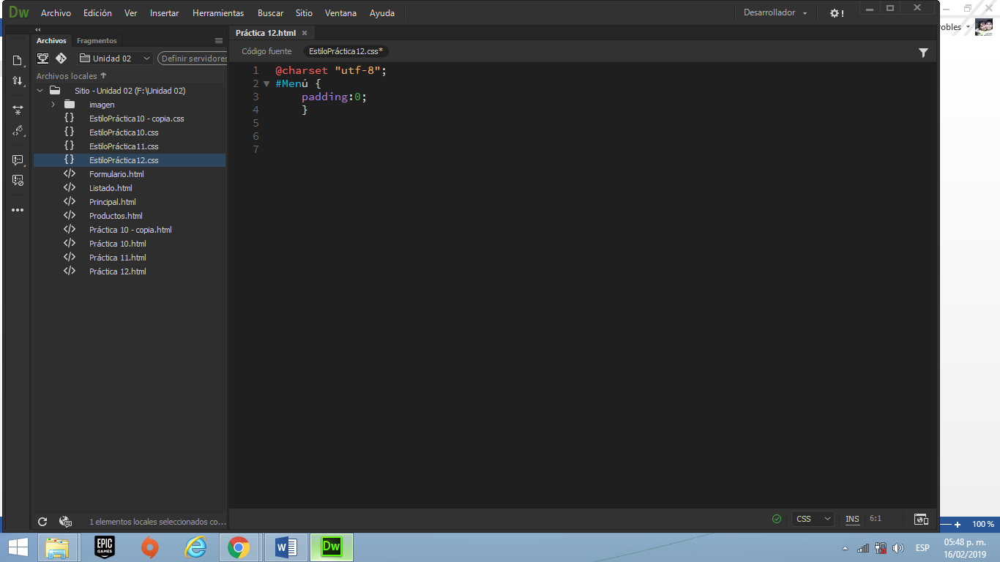 Dw Archivo Edición Ver Insertar Herramientas Buscar Sitio Ventana Ayuda Desarrollador !
robles
Archivos Fragmentos
Práctica 12.html
Código fuente EstiloPráctica12.css*
Unidad 02 Definir servidores
Archivos locales
Sitio - Unidad 02 (F:\Unidad 02)
imagen
EstiloPráctica10 - copia.css
EstiloPráctica10.css
EstiloPráctica11.css
EstiloPráctica12.css
Formulario.html
Listado.html
Principal.html
Productos.html
Práctica 10 - copia.html
Práctica 10.html
Práctica 11.html
Práctica 12.html
1 @charset "utf-8";
2 #Menú {
3 padding:0;
4 }
5
6
7
1 elementos locales seleccionados co...
CSS INS 6:1
100 %
EPIC GAMES
W
Dw
ESP
05:48 p. m.
16/02/2019